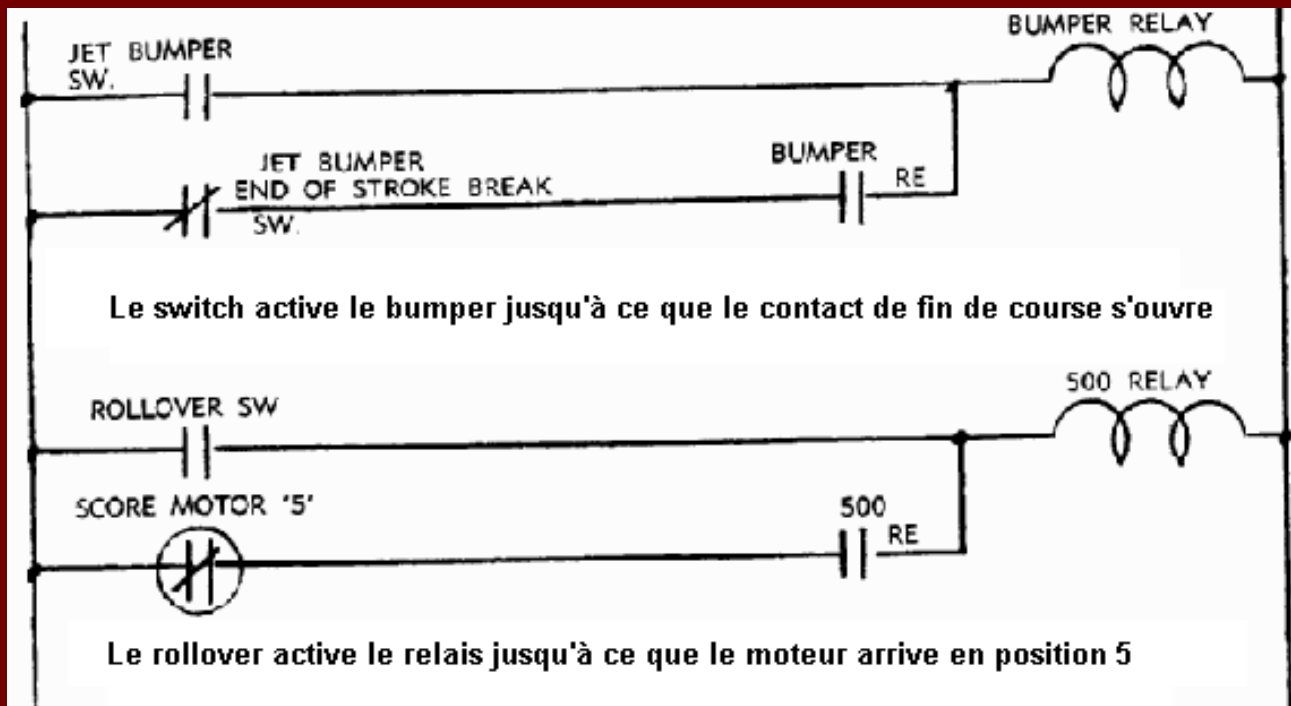 BUMPER RELAY
JET BUMPER
SW.
JET BUMPER
END OF STROKE BREAK
SW.
BUMPER
RE
Le switch active le bumper jusqu'à ce que le contact de fin de course s'ouvre
500 RELAY
ROLLOVER SW
SCORE MOTOR '5'
500
RE
Le rollover active le relais jusqu'à ce que le moteur arrive en position 5